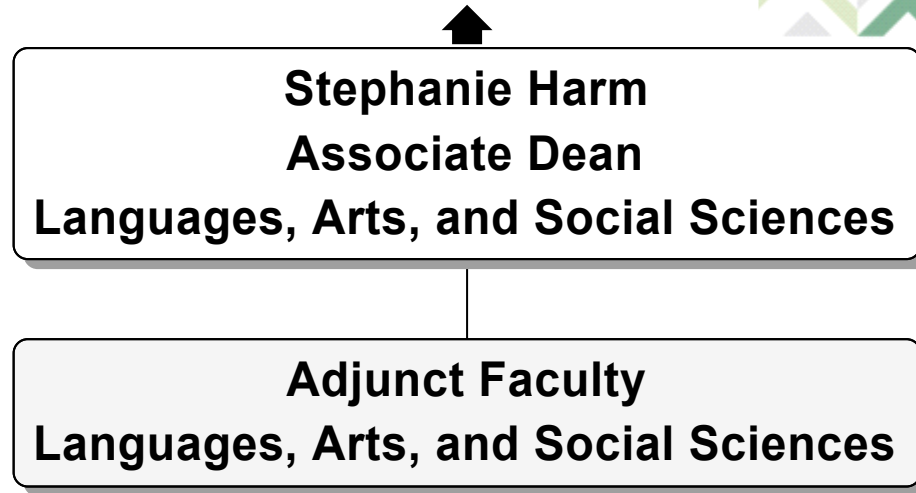 Stephanie Harm
Associate Dean
Languages, Arts, and Social Sciences
Adjunct Faculty
Languages, Arts, and Social Sciences